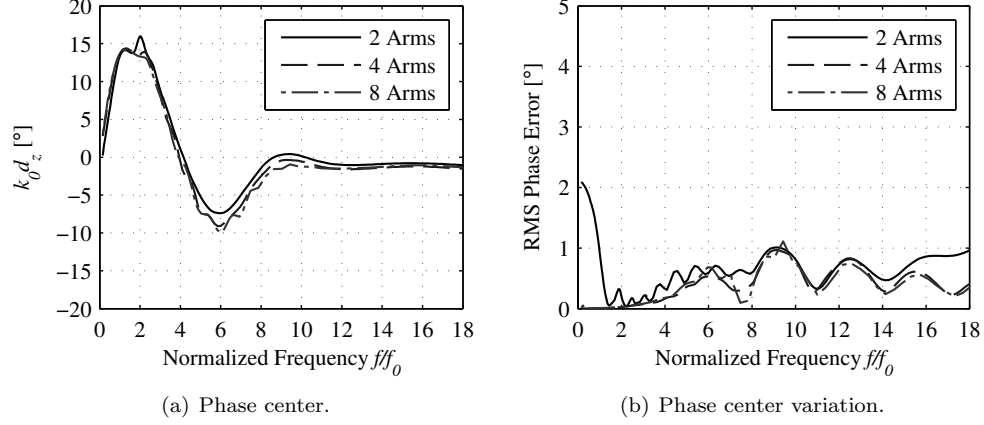 20
15
10
5
0
−5
−10
−15
−20
k₀d_z [°]
2 Arms
4 Arms
8 Arms
0 2 4 6 8 10 12 14 16 18
Normalized Frequency f/f₀
(a) Phase center.
5
4
3
2
1
0
RMS Phase Error [°]
2 Arms
4 Arms
8 Arms
0 2 4 6 8 10 12 14 16 18
Normalized Frequency f/f₀
(b) Phase center variation.